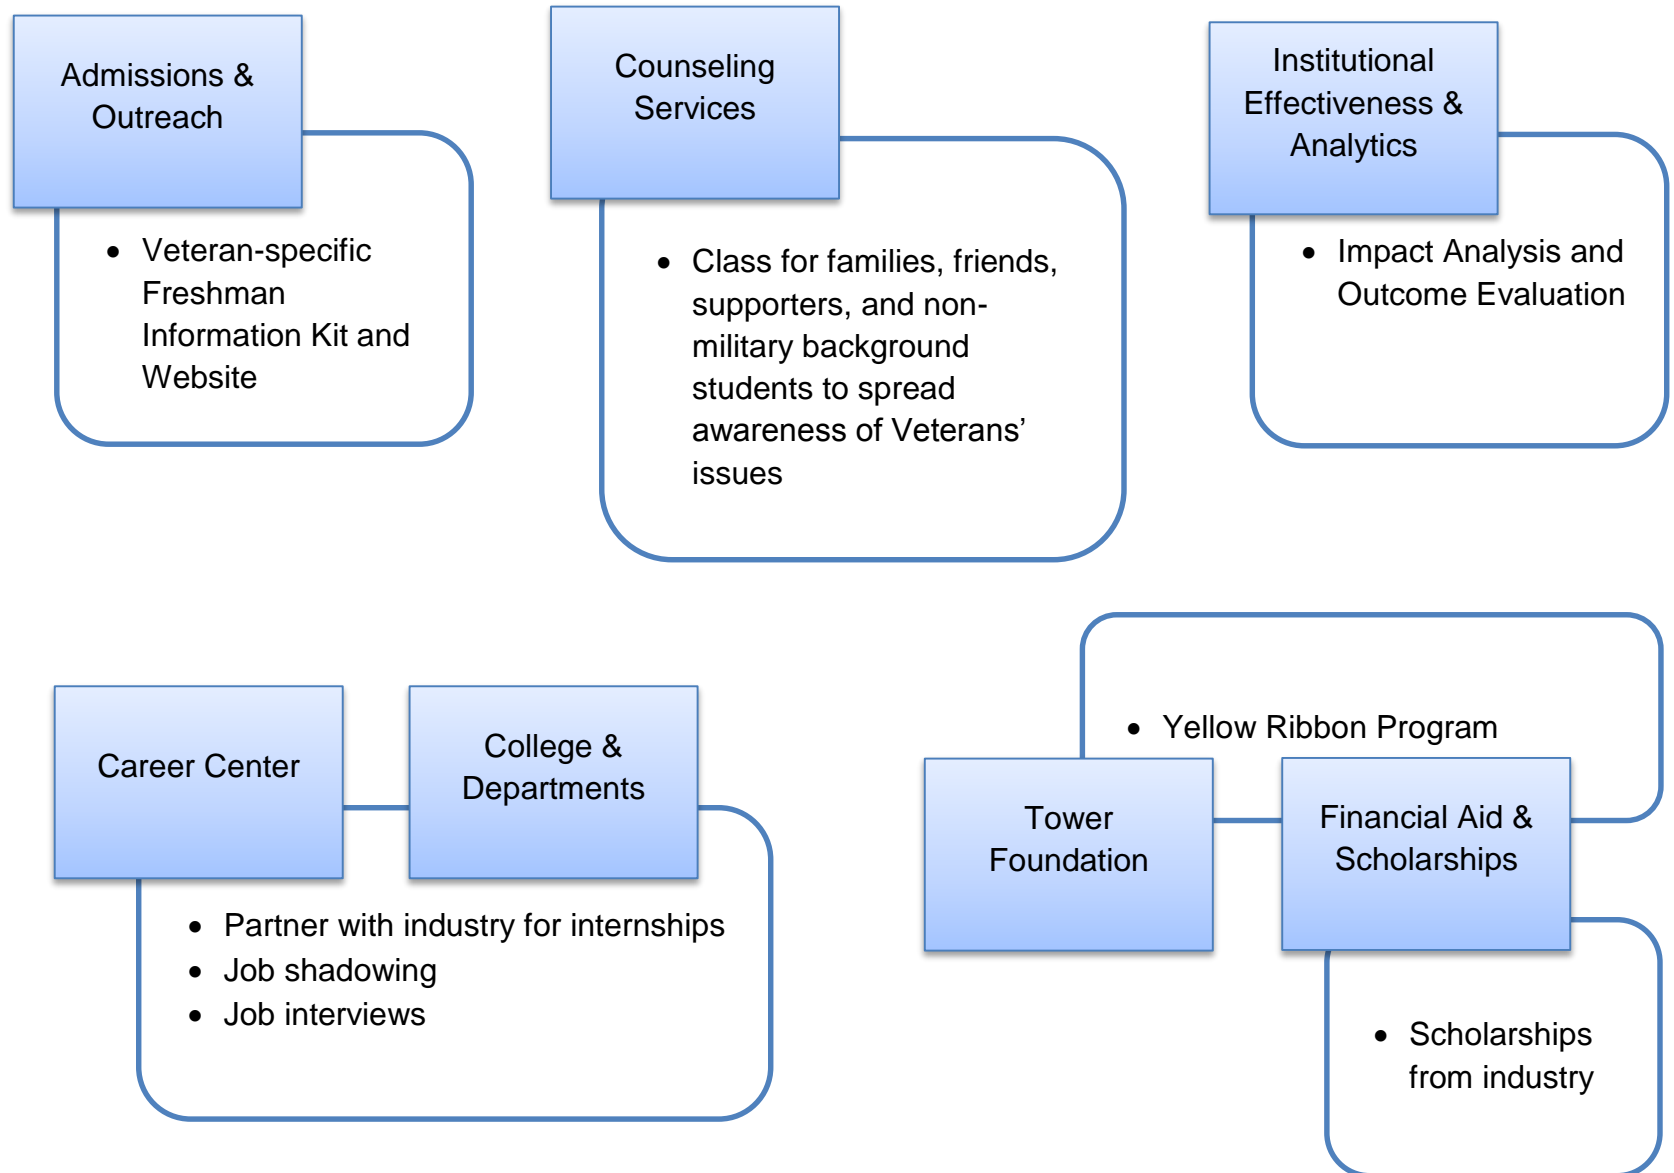 Admissions &
Outreach
• Veteran-specific
Freshman
Information Kit and
Website
Counseling
Services
• Class for families, friends,
supporters, and non-
military background
students to spread
awareness of Veterans’
issues
Institutional
Effectiveness &
Analytics
• Impact Analysis and
Outcome Evaluation
Career Center
College &
Departments
• Partner with industry for internships
• Job shadowing
• Job interviews
• Yellow Ribbon Program
Tower
Foundation
Financial Aid &
Scholarships
• Scholarships
from industry